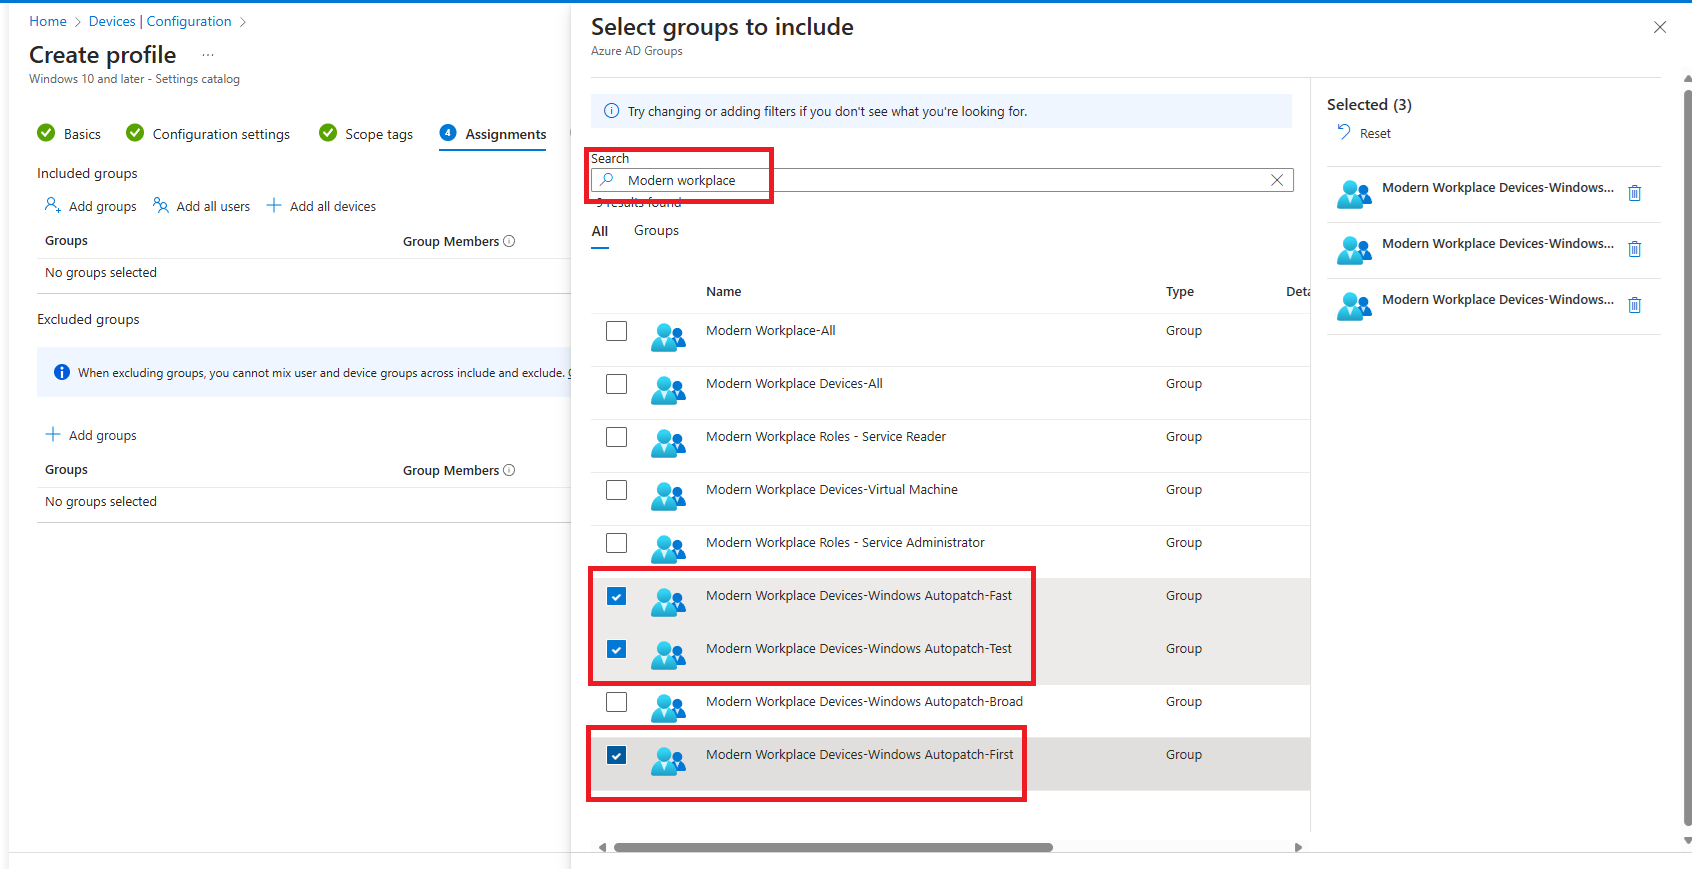 Home > Devices | Configuration >
Create profile ...
Windows 10 and later - Settings catalog
Basics
Configuration settings
Scope tags
4 Assignments
Included groups
Add groups
Add all users
Add all devices
Groups
Group Members
No groups selected
Excluded groups
When excluding groups, you cannot mix user and device groups across include and exclude.
Add groups
Groups
Group Members
No groups selected
Select groups to include
Azure AD Groups
Try changing or adding filters if you don't see what you're looking for.
Search
Modern workplace
9 results found
All
Groups
Name
Type
Deta
Modern Workplace-All
Group
Modern Workplace Devices-All
Group
Modern Workplace Roles - Service Reader
Group
Modern Workplace Devices-Virtual Machine
Group
Modern Workplace Roles - Service Administrator
Group
Modern Workplace Devices-Windows Autopatch-Fast
Group
Modern Workplace Devices-Windows Autopatch-Test
Group
Modern Workplace Devices-Windows Autopatch-Broad
Group
Modern Workplace Devices-Windows Autopatch-First
Group
Selected (3)
Reset
Modern Workplace Devices-Windows...
Modern Workplace Devices-Windows...
Modern Workplace Devices-Windows...